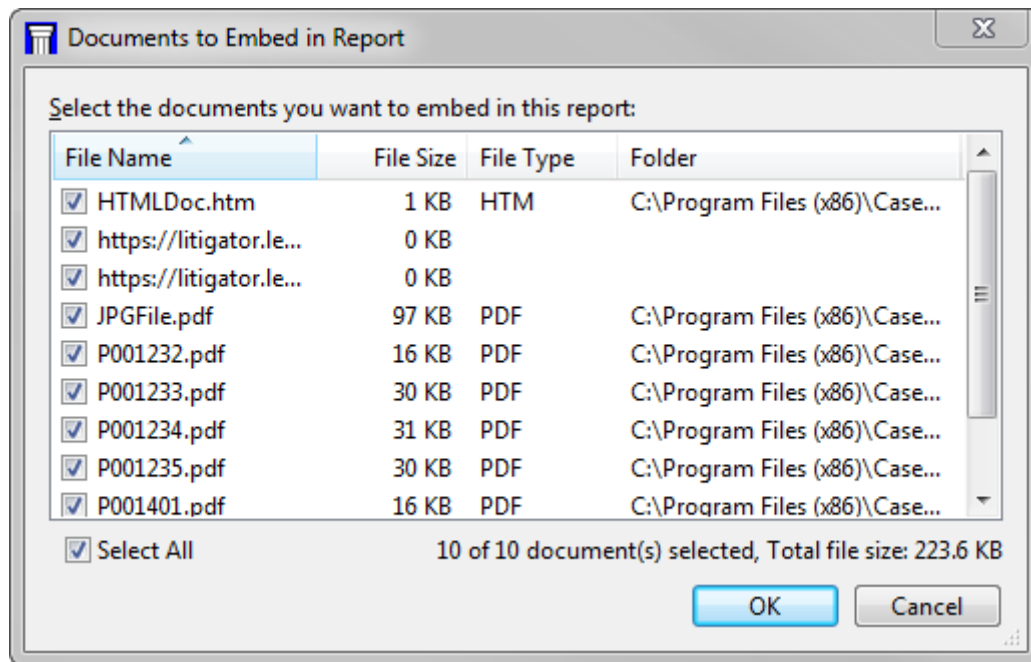 Documents to Embed in Report
Select the documents you want to embed in this report:
File Name File Size File Type Folder
HTMLDoc.htm 1 KB HTM C:\Program Files (x86)\Case...
https://litigator.le... 0 KB
https://litigator.le... 0 KB
JPGFile.pdf 97 KB PDF C:\Program Files (x86)\Case...
P001232.pdf 16 KB PDF C:\Program Files (x86)\Case...
P001233.pdf 30 KB PDF C:\Program Files (x86)\Case...
P001234.pdf 31 KB PDF C:\Program Files (x86)\Case...
P001235.pdf 30 KB PDF C:\Program Files (x86)\Case...
P001401.pdf 16 KB PDF C:\Program Files (x86)\Case...
Select All 10 of 10 document(s) selected, Total file size: 223.6 KB
OK Cancel